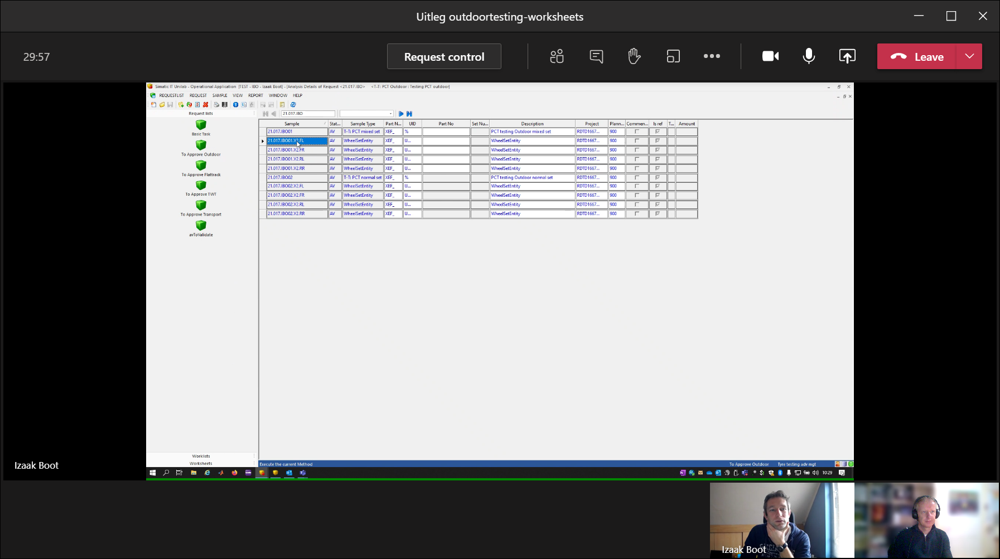 Uitleg outdoortesting-worksheets
29:57
Request control
Leave
Simatic IT Unilab - Operational Application [TEST - IBO - Izaak Boot] - [Analysis Details of Request <21.017.IBO> <T-T: PCT Outdoor : Testing PCT outdoor]
REQUESTLIST REQUEST SAMPLE VIEW REPORT WINDOW HELP
Request lists
21.017.IBO
Basic Task
To Approve Outdoor
To Approve Flattrack
To Approve TWT
To Approve Transport
avToValidate
Sample Stat... Sample Type Part N... UID Part No Set Nu... Description Project Plann... Commen... Is ref T... Amount
21.017.IBO01 AV T-T: PCT mixed set XEF_ % PCT testing Outdoor mixed set RDTD1667... 900
21.017.IBO01.Y2.FL AV WheelSetEntity XEF_ U... WheelSetEntity RDTD1667... 900
21.017.IBO01.Y2.FR AV WheelSetEntity XEF_ U... WheelSetEntity RDTD1667... 900
21.017.IBO01.Y2.RL AV WheelSetEntity XEF_ U... WheelSetEntity RDTD1667... 900
21.017.IBO01.Y2.RR AV WheelSetEntity XEF_ U... WheelSetEntity RDTD1667... 900
21.017.IBO02 AV T-T: PCT normal set XEF_ % PCT testing Outdoor normal set RDTD1667... 900
21.017.IBO02.Y2.FL AV WheelSetEntity XEF_ U... WheelSetEntity RDTD1667... 900
21.017.IBO02.Y2.FR AV WheelSetEntity XEF_ U... WheelSetEntity RDTD1667... 900
21.017.IBO02.Y2.RL AV WheelSetEntity XEF_ U... WheelSetEntity RDTD1667... 900
21.017.IBO02.Y2.RR AV WheelSetEntity XEF_ U... WheelSetEntity RDTD1667... 900
Worklists
Worksheets
Execute the current Method To Approve Outdoor Tyre testing adv mgt
10:29
Izaak Boot
Izaak Boot